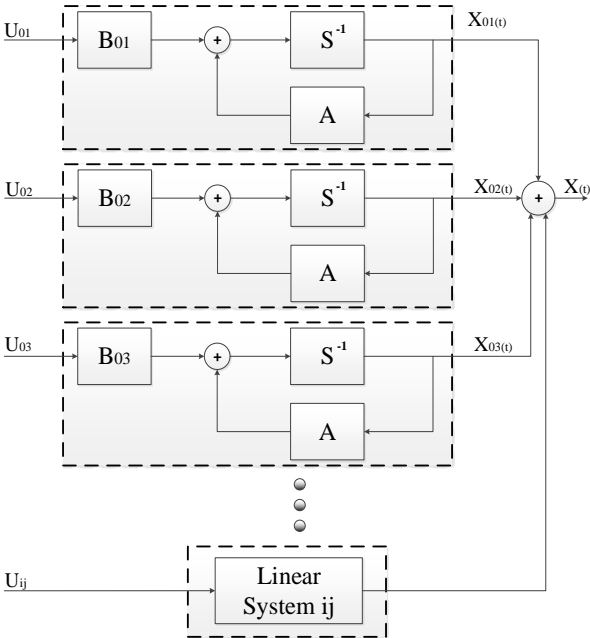 U01
B01
+
S-1
X01(t)
A
U02
B02
+
S-1
X02(t)
+
X(t)
A
U03
B03
+
S-1
X03(t)
A
Uij
Linear
System ij